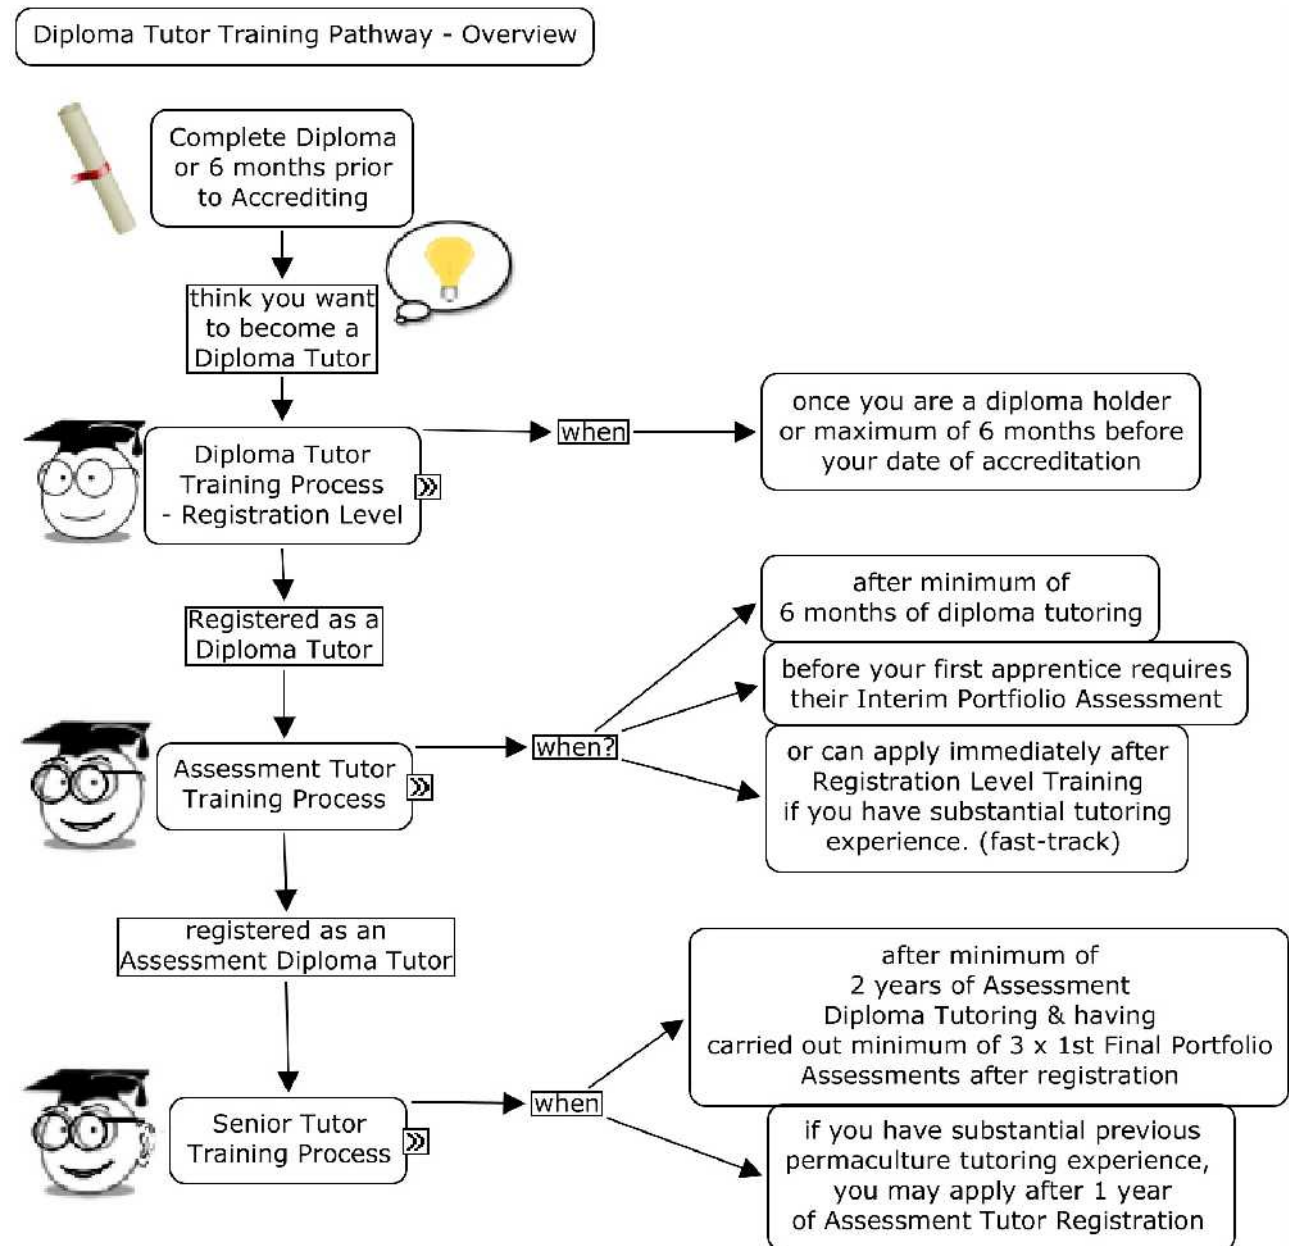 Diploma Tutor Training Pathway - Overview
Complete Diploma
or 6 months prior
to Accrediting
think you want
to become a
Diploma Tutor
Diploma Tutor
Training Process
- Registration Level
when
once you are a diploma holder
or maximum of 6 months before
your date of accreditation
Registered as a
Diploma Tutor
Assessment Tutor
Training Process
when?
after minimum of
6 months of diploma tutoring
before your first apprentice requires
their Interim Portfiolio Assessment
or can apply immediately after
Registration Level Training
if you have substantial tutoring
experience. (fast-track)
registered as an
Assessment Diploma Tutor
Senior Tutor
Training Process
when
after minimum of
2 years of Assessment
Diploma Tutoring & having
carried out minimum of 3 x 1st Final Portfolio
Assessments after registration
if you have substantial previous
permaculture tutoring experience,
you may apply after 1 year
of Assessment Tutor Registration